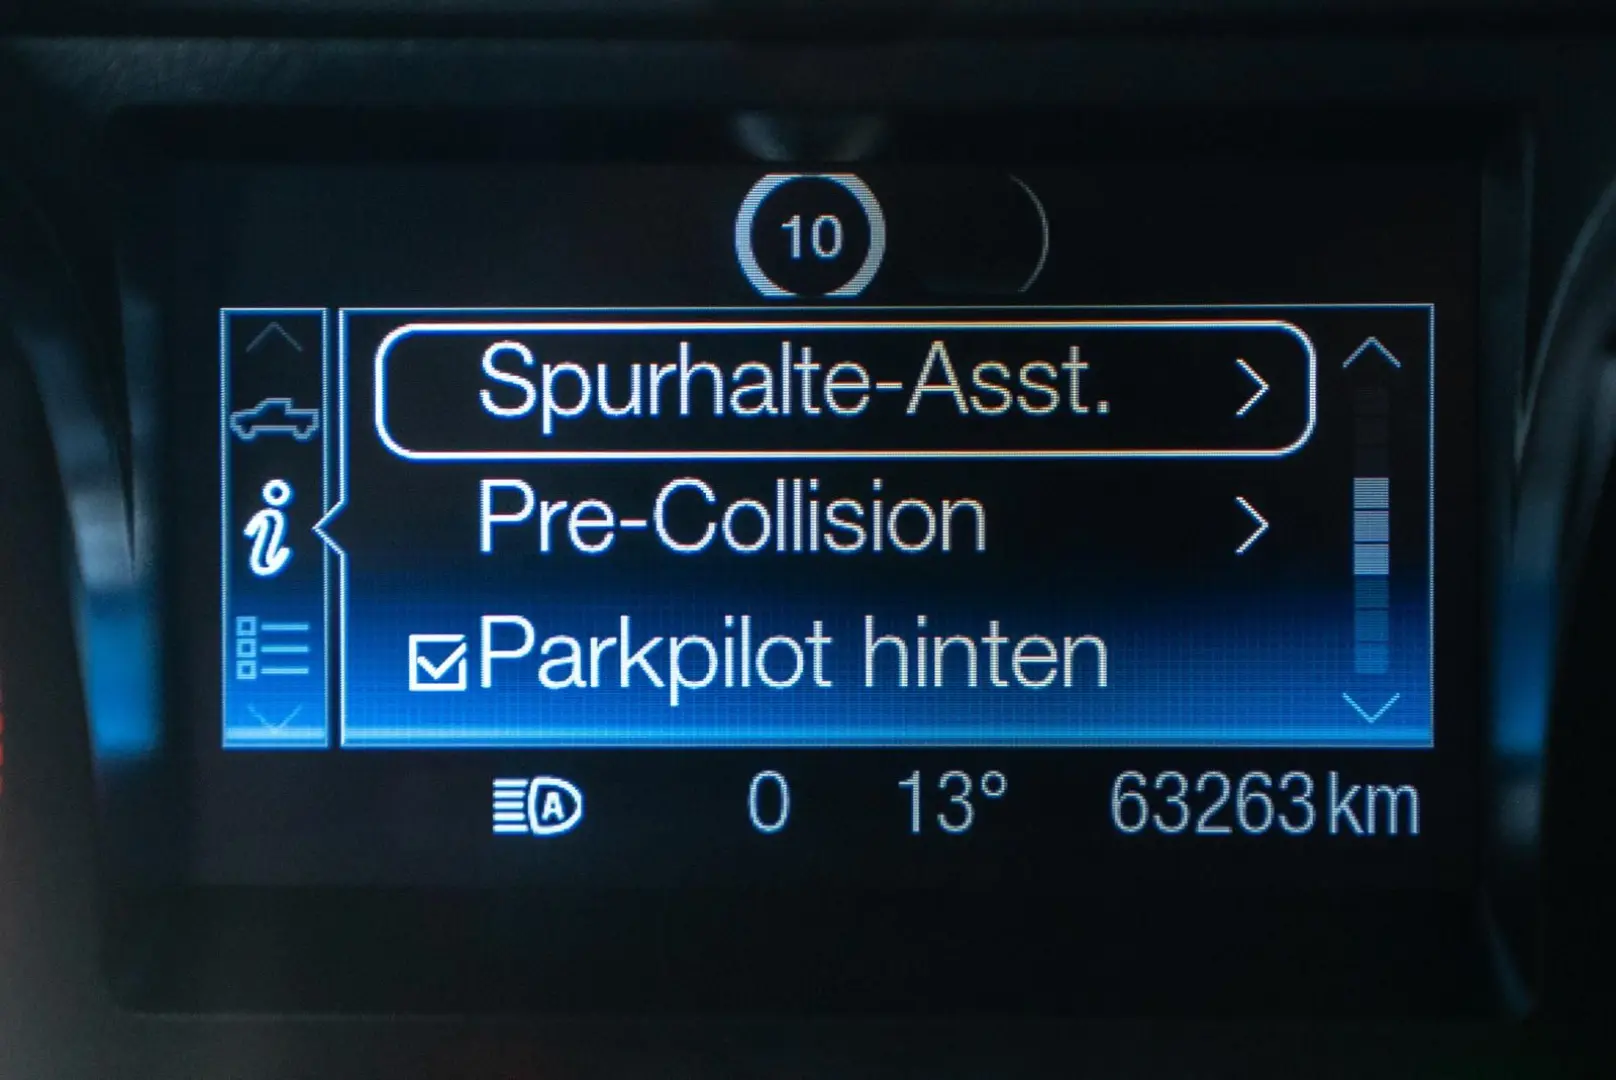 10
Spurhalte-Asst.
Pre-Collision
Parkpilot hinten
A 0 13° 63263 km